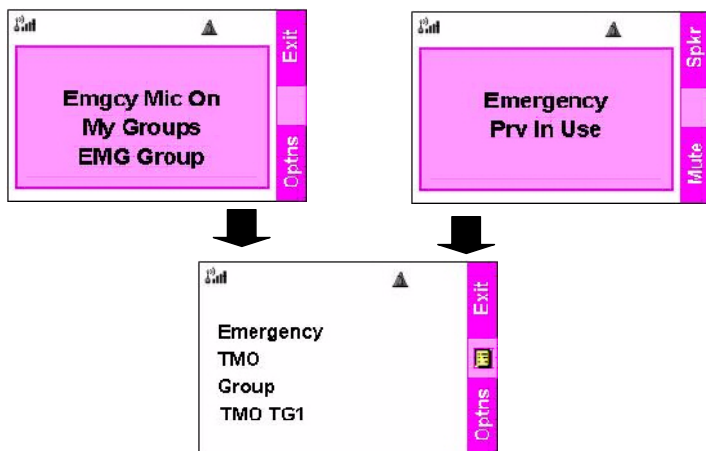 Exit
Emgcy Mic On
My Groups
EMG Group
Optns
Spkr
Emergency
Prv In Use
Mute
Exit
Emergency
TMO
Group
TMO TG1
Optns